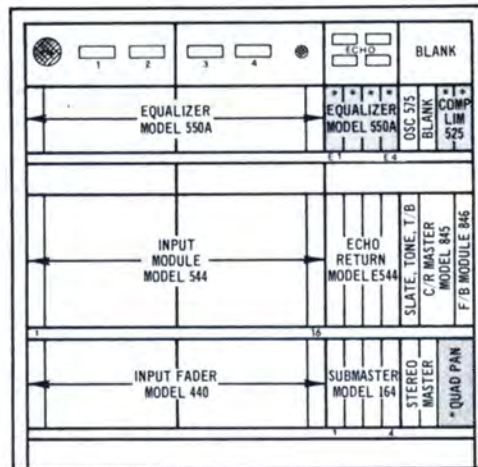 1 2 3 4 ECHO BLANK
EQUALIZER
MODEL 550A
* * * *
EQUALIZER
MODEL 550A
OSC 575
BLANK
* *
COMP
LIM
525
E1 E4
INPUT
MODULE
MODEL 544
ECHO
RETURN
MODEL E544
SLATE, TONE, T/B
C/R MASTER
MODEL 845
F/B MODULE 846
1 16
INPUT FADER
MODEL 440
SUBMASTER
MODEL 164
STEREO
MASTER
* QUAD PAN
1 4